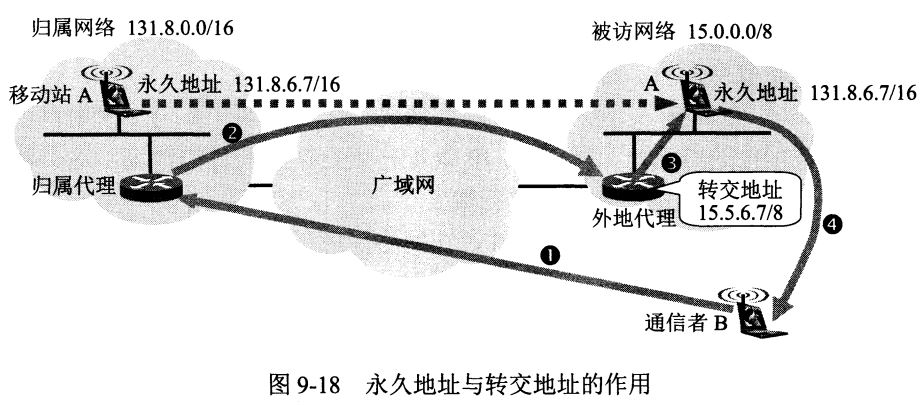 归属网络 131.8.0.0/16
被访网络 15.0.0.0/8
移动站 A
永久地址 131.8.6.7/16
A
永久地址 131.8.6.7/16
❷
❸
归属代理
广域网
外地代理
转交地址
15.5.6.7/8
❹
❶
通信者 B
图 9-18 永久地址与转交地址的作用